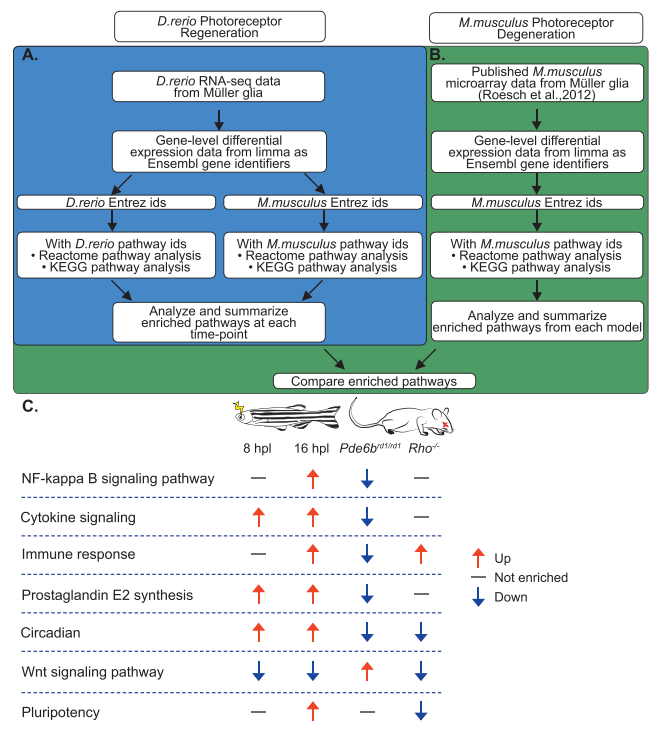 D.rerio Photoreceptor
Regeneration
M.musculus Photoreceptor
Degeneration
A.
D.rerio RNA-seq data
from Müller glia
Gene-level differential
expression data from limma as
Ensembl gene identifiers
D.rerio Entrez ids
M.musculus Entrez ids
With D.rerio pathway ids
• Reactome pathway analysis
• KEGG pathway analysis
With M.musculus pathway ids
• Reactome pathway analysis
• KEGG pathway analysis
Analyze and summarize
enriched pathways at each
time-point
B.
Published M.musculus
microarray data from Müller glia
(Roesch et al.,2012)
Gene-level differential
expression data from limma as
Ensembl gene identifiers
M.musculus Entrez ids
With M.musculus pathway ids
• Reactome pathway analysis
• KEGG pathway analysis
Analyze and summarize
enriched pathways from each model
Compare enriched pathways
C.
8 hpl 16 hpl Pde6brd1/rd1 Rho-/-
NF-kappa B signaling pathway
Cytokine signaling
Immune response
Prostaglandin E2 synthesis
Circadian
Wnt signaling pathway
Pluripotency
Up
Not enriched
Down